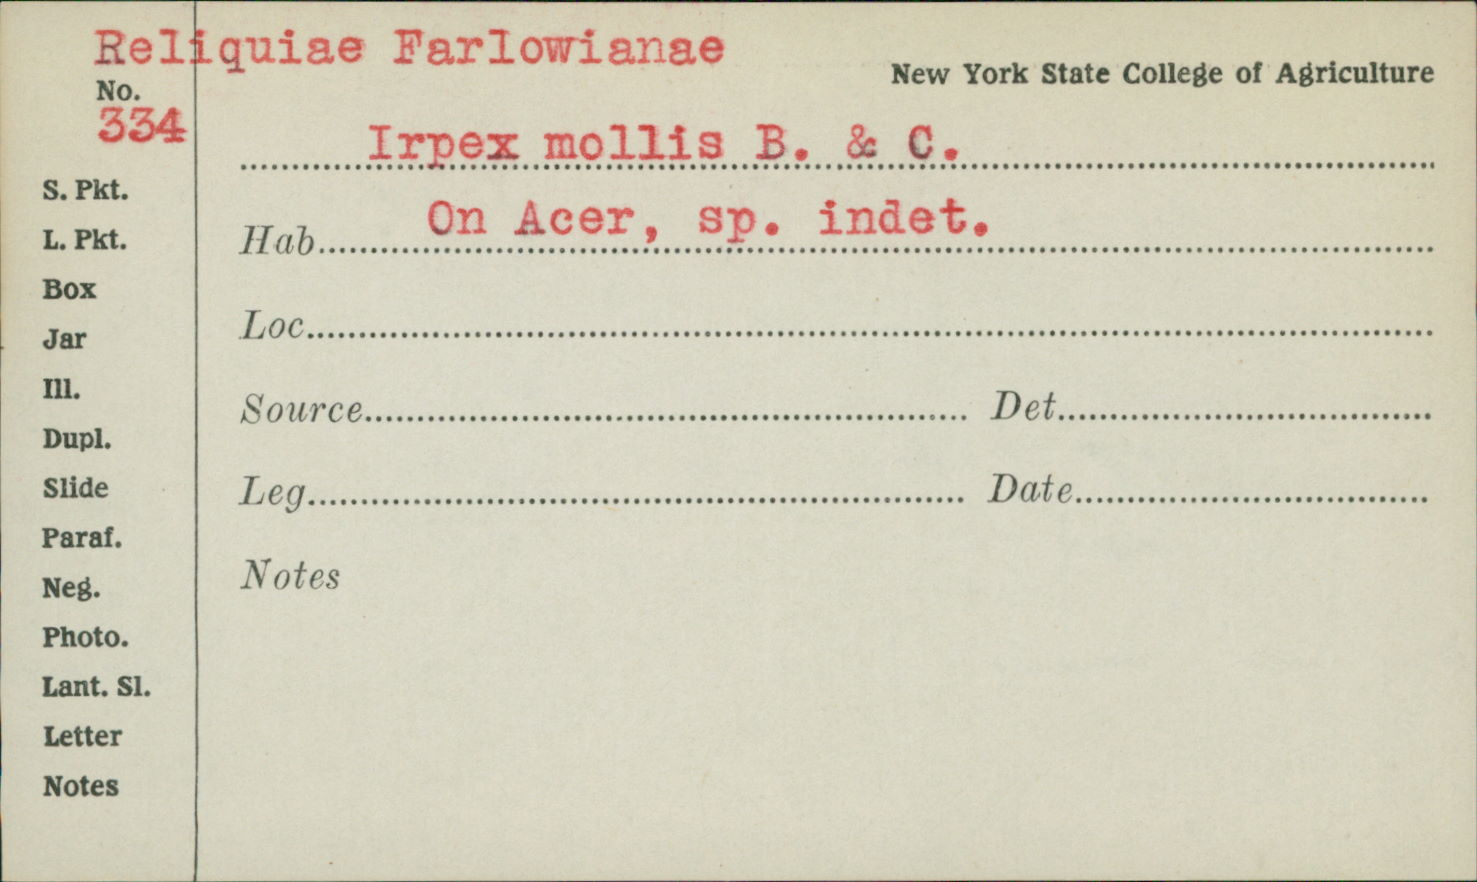 Reliquiae Farlowianae
New York State College of Agriculture
No.
334
Irpex mollis B. & C.
S. Pkt.
On Acer, sp. indet.
L. Pkt.
Hab
Box
Loc
Jar
Ill.
Source Det
Dupl.
Slide
Leg Date
Paraf.
Notes
Neg.
Photo.
Lant. Sl.
Letter
Notes